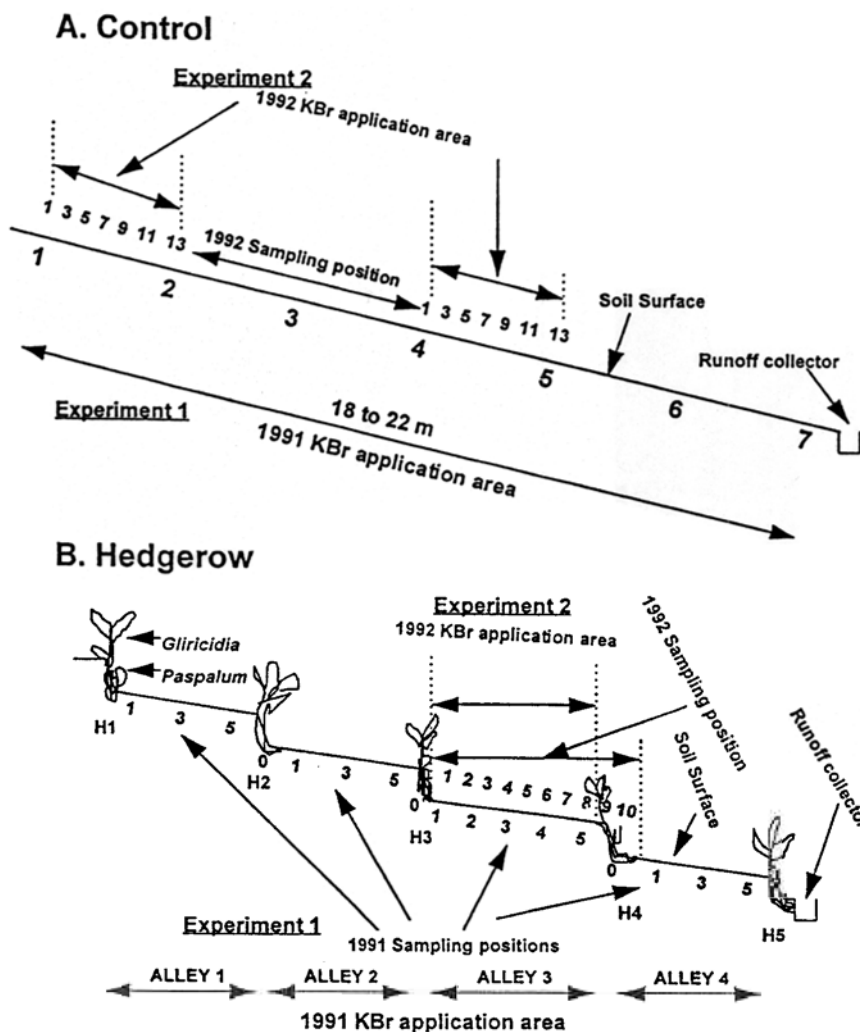 A. Control
Experiment 2
1992 KBr application area
1 3 5 7 9 11 13
1992 Sampling position
1 3 5 7 9 11 13
Soil Surface
Runoff collector
1 2 3 4 5 6 7
Experiment 1
18 to 22 m
1991 KBr application area
B. Hedgerow
Experiment 2
1992 KBr application area
1992 Sampling position
Gliricidia
Paspalum
Soil Surface
Runoff collector
1 2 3 4 5 6 7 8 9 10
H1 1 3 5
H2 0 1 3 5
H3 0 1 2 3 4 5
H4 0 1 3 5
H5
Experiment 1
1991 Sampling positions
ALLEY 1 ALLEY 2 ALLEY 3 ALLEY 4
1991 KBr application area